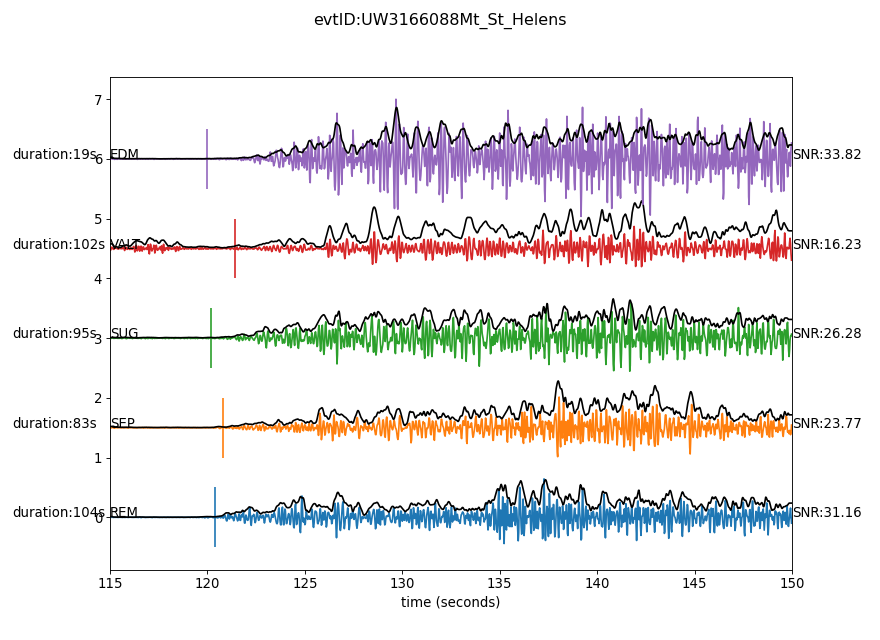 evtID:UW3166088Mt_St_Helens
7
duration:19s EDM SNR:33.82
6
5
duration:102s VALT SNR:16.23
4
duration:95s SUG SNR:26.28
3
2
duration:83s SEP SNR:23.77
1
duration:104s REM SNR:31.16
0
115 120 125 130 135 140 145 150
time (seconds)